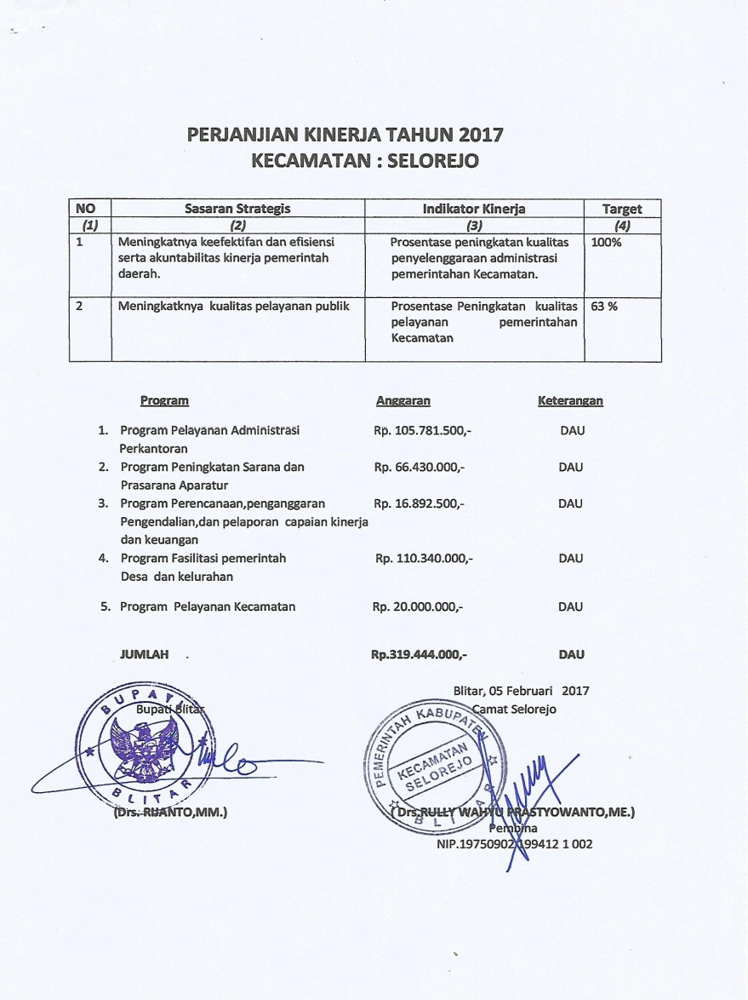 PERJANJIAN KINERJA TAHUN 2017
KECAMATAN : SELOREJO
NO Sasaran Strategis Indikator Kinerja Target
(1) (2) (3) (4)
1 Meningkatnya keefektifan dan efisiensi Prosentase peningkatan kualitas 100%
serta akuntabilitas kinerja pemerintah penyelenggaraan administrasi
daerah. pemerintahan Kecamatan.
2 Meningkatknya kualitas pelayanan publik Prosentase Peningkatan kualitas 63 %
pelayanan pemerintahan
Kecamatan
Program Anggaran Keterangan
1. Program Pelayanan Administrasi Rp. 105.781.500,- DAU
Perkantoran
2. Program Peningkatan Sarana dan Rp. 66.430.000,- DAU
Prasarana Aparatur
3. Program Perencanaan,penganggaran Rp. 16.892.500,- DAU
Pengendalian,dan pelaporan capaian kinerja
dan keuangan
4. Program Fasilitasi pemerintah Rp. 110.340.000,- DAU
Desa dan kelurahan
5. Program Pelayanan Kecamatan Rp. 20.000.000,- DAU
JUMLAH . Rp.319.444.000,- DAU
Blitar, 05 Februari 2017
Bupati Blitar Camat Selorejo
BUPATI
BLITAR
PEMERINTAH KABUPATEN
KECAMATAN
SELOREJO
BLITAR
(Drs. RIJANTO,MM.) (Drs.RULLY WAHYU PRASTYOWANTO,ME.)
Pembina
NIP.19750902 199412 1 002